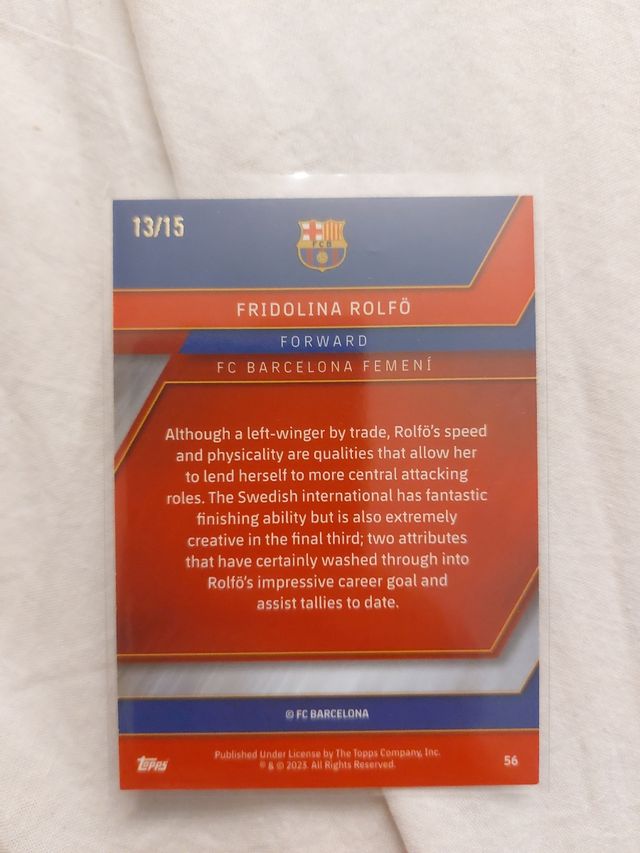 13/15
FCB
FRIDOLINA ROLFÖ
FORWARD
FC BARCELONA FEMENÍ
Although a left-winger by trade, Rolfö's speed
and physicality are qualities that allow her
to lend herself to more central attacking
roles. The Swedish international has fantastic
finishing ability but is also extremely
creative in the final third; two attributes
that have certainly washed through into
Rolfö's impressive career goal and
assist tallies to date.
© FC BARCELONA
Topps
Published Under License by The Topps Company, Inc.
® & © 2023. All Rights Reserved.
56